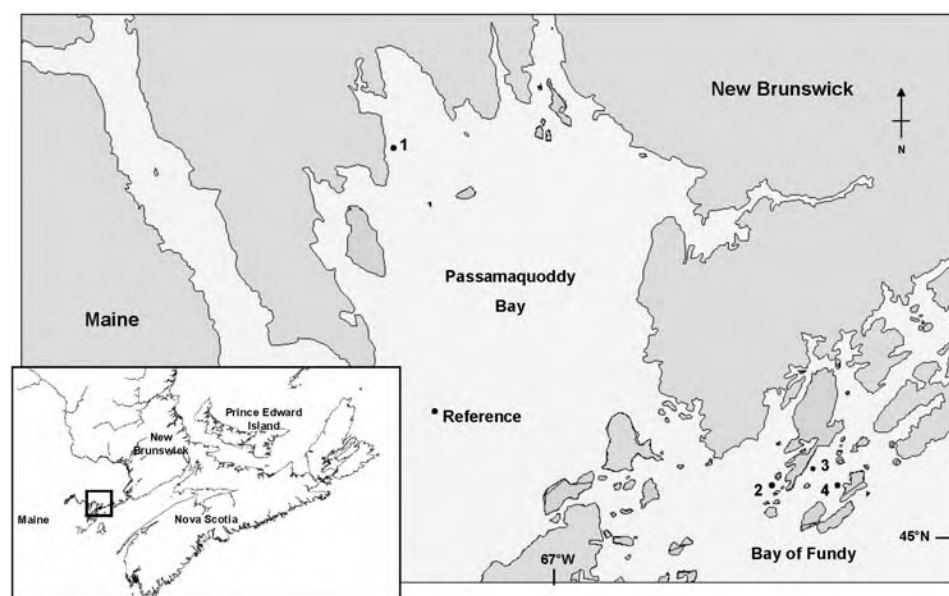 New Brunswick
N
1
Passamaquoddy
Bay
Maine
Reference
3
2
4
45°N
67°W
Bay of Fundy
Prince Edward
Island
New
Brunswick
Maine
Nova Scotia